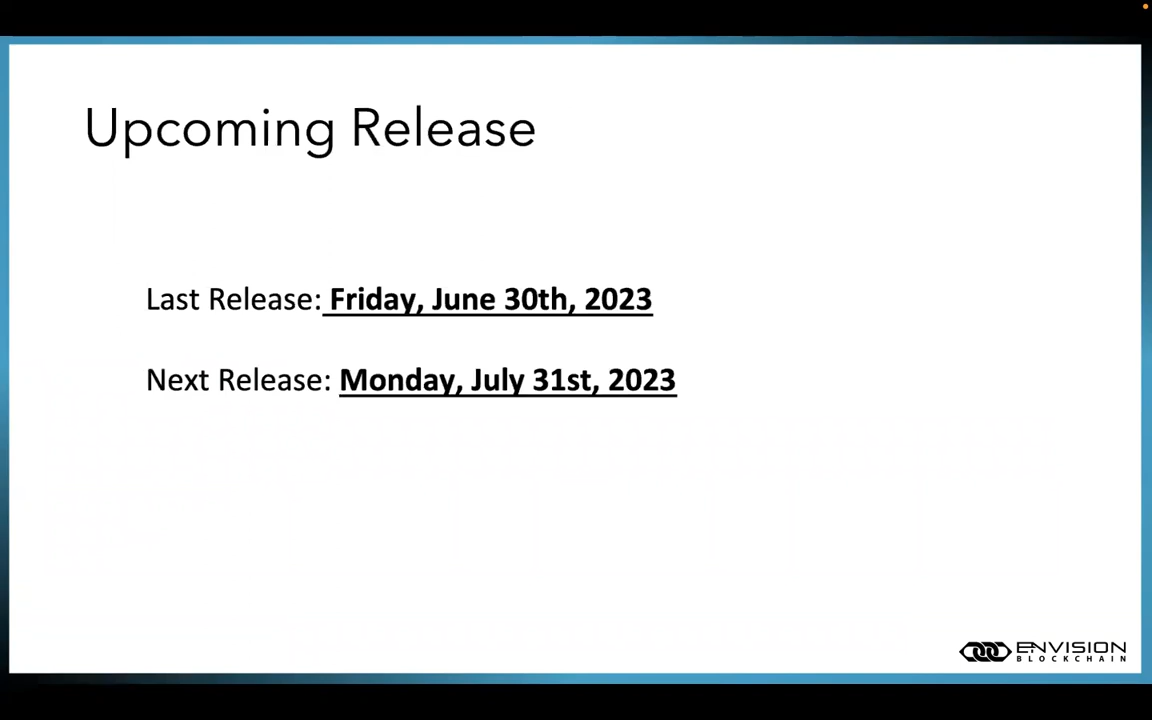 Upcoming Release
Last Release: Friday, June 30th, 2023
Next Release: Monday, July 31st, 2023
ENVISION
BLOCKCHAIN